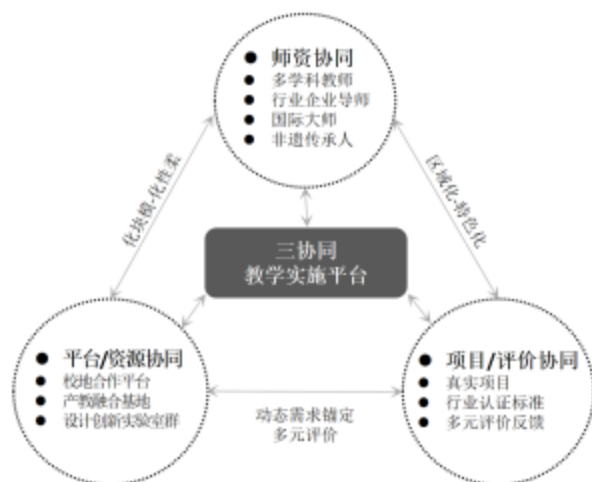 师资协同
多学科教师
行业企业导师
国际大师
非遗传承人
化块模-化性柔
区域化-特色化
三协同
教学实施平台
平台/资源协同
校地合作平台
产教融合基地
设计创新实验室群
项目/评价协同
真实项目
行业认证标准
多元评价反馈
动态需求锚定
多元评价